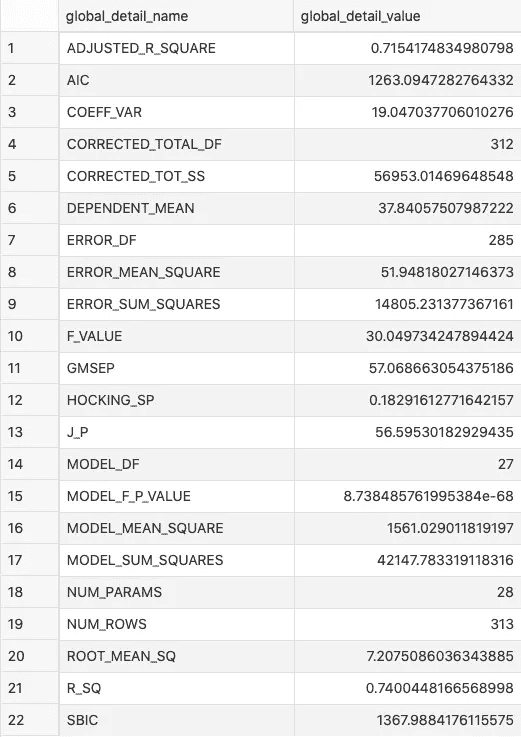 global_detail_name global_detail_value
1 ADJUSTED_R_SQUARE 0.7154174834980798
2 AIC 1263.0947282764332
3 COEFF_VAR 19.047037706010276
4 CORRECTED_TOTAL_DF 312
5 CORRECTED_TOT_SS 56953.01469648548
6 DEPENDENT_MEAN 37.84057507987222
7 ERROR_DF 285
8 ERROR_MEAN_SQUARE 51.94818027146373
9 ERROR_SUM_SQUARES 14805.231377367161
10 F_VALUE 30.049734247894424
11 GMSEP 57.068663054375186
12 HOCKING_SP 0.18291612771642157
13 J_P 56.59530182929435
14 MODEL_DF 27
15 MODEL_F_P_VALUE 8.738485761995384e-68
16 MODEL_MEAN_SQUARE 1561.029011819197
17 MODEL_SUM_SQUARES 42147.783319118316
18 NUM_PARAMS 28
19 NUM_ROWS 313
20 ROOT_MEAN_SQ 7.2075086036343885
21 R_SQ 0.7400448166568998
22 SBIC 1367.9884176115575